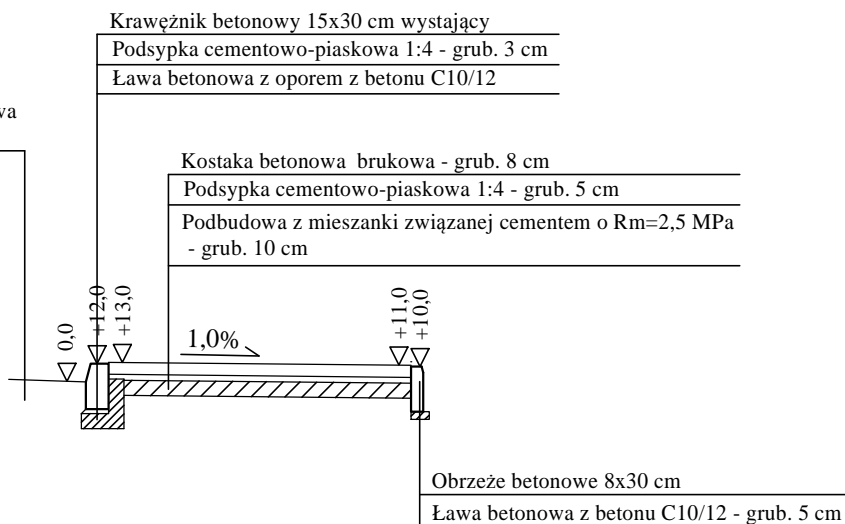 Krawężnik betonowy 15x30 cm wystający
Podsypka cementowo-piaskowa 1:4 - grub. 3 cm
Ława betonowa z oporem z betonu C10/12
wa
Kostaka betonowa brukowa - grub. 8 cm
Podsypka cementowo-piaskowa 1:4 - grub. 5 cm
Podbudowa z mieszanki związanej cementem o Rm=2,5 MPa
- grub. 10 cm
0,0
+12,0
+13,0
1,0%
+11,0
+10,0
Obrzeże betonowe 8x30 cm
Ława betonowa z betonu C10/12 - grub. 5 cm